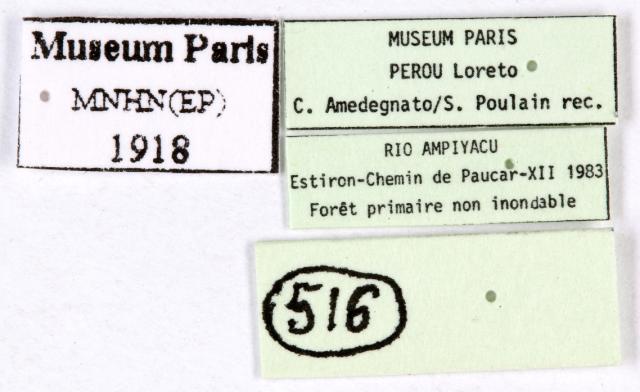 Museum Paris
MNHN(EP)
1918
MUSEUM PARIS
PEROU Loreto
C. Amedegnato/S. Poulain rec.
RIO AMPIYACU
Estiron-Chemin de Paucar-XII 1983
Forêt primaire non inondable
516